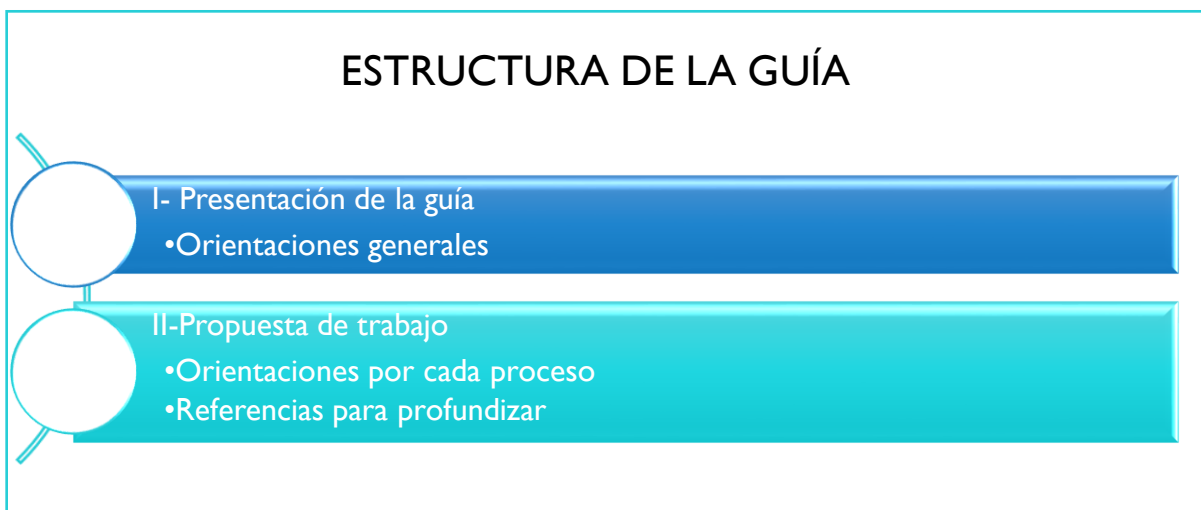 ESTRUCTURA DE LA GUÍA
I- Presentación de la guía
•Orientaciones generales
II-Propuesta de trabajo
•Orientaciones por cada proceso
•Referencias para profundizar